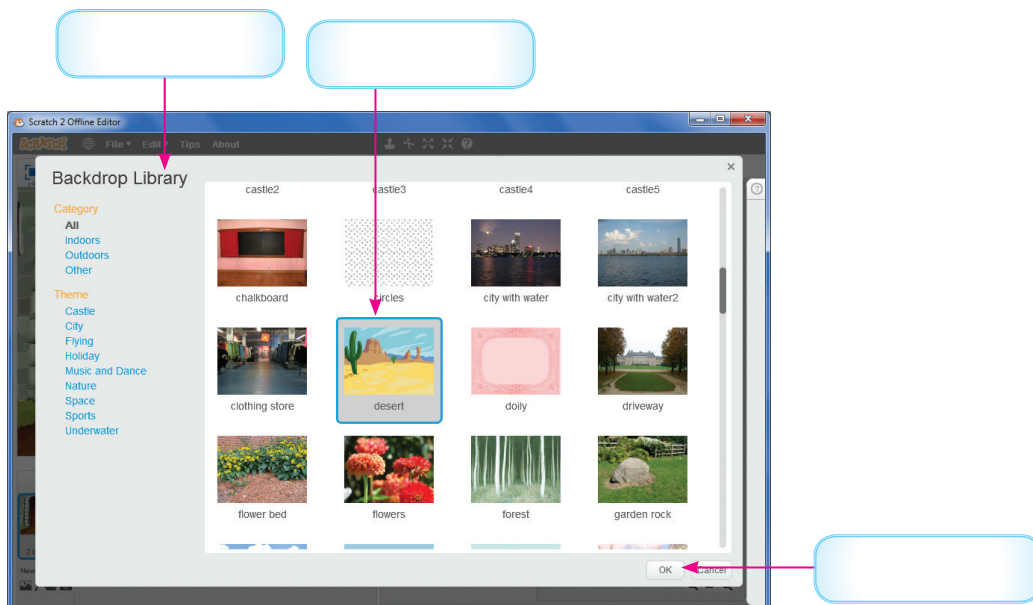 Scratch 2 Offline Editor
SCRATCH File Edit Tips About
Backdrop Library
Category
All
Indoors
Outdoors
Other
Theme
Castle
City
Flying
Holiday
Music and Dance
Nature
Space
Sports
Underwater
castle2 castle3 castle4 castle5
chalkboard circles city with water city with water2
clothing store desert doily driveway
flower bed flowers forest garden rock
OK Cancel